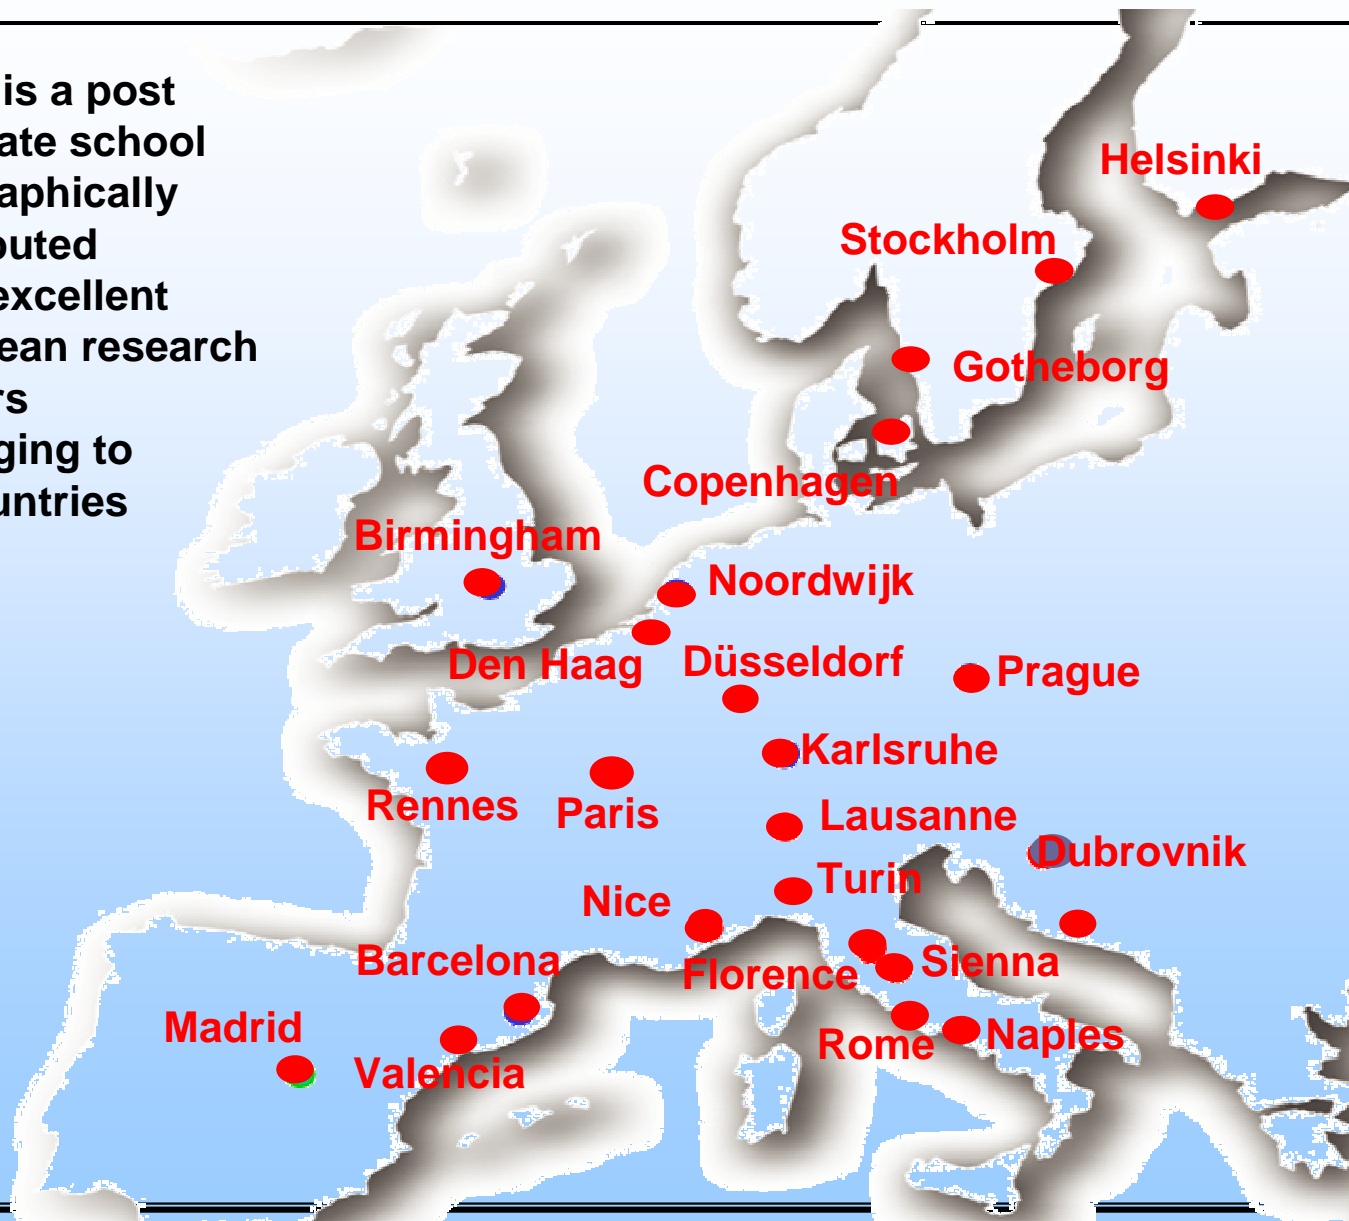 is a post
ate school
aphically
outed
excellent
ean research
rs
ging to
untries
Helsinki
Stockholm
Gotheborg
Copenhagen
Birmingham
Noordwijk
Den Haag
Düsseldorf
Prague
Karlsruhe
Rennes
Paris
Lausanne
Dubrovnik
Turin
Nice
Barcelona
Florence
Sienna
Madrid
Rome
Naples
Valencia